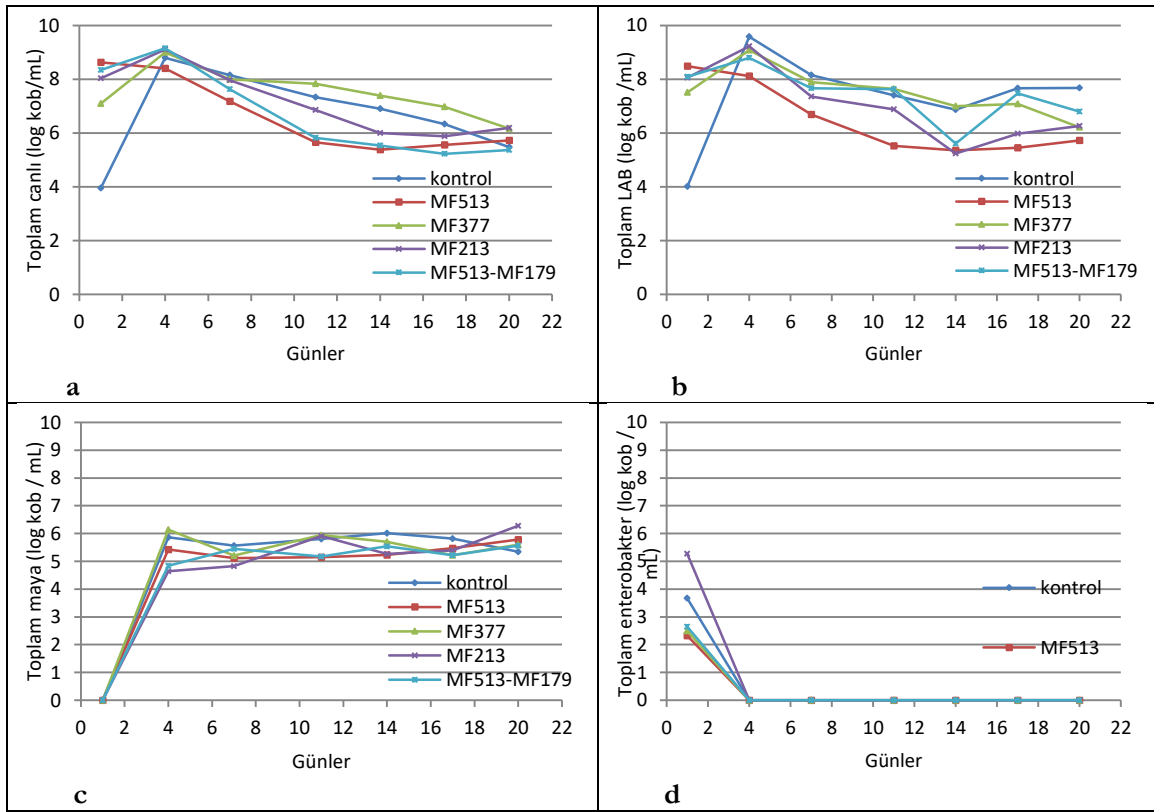 Toplam canlı (log kob/mL)
10
8
6
4
2
0
0 2 4 6 8 10 12 14 16 18 20 22
Günler
kontrol
MF513
MF377
MF213
MF513-MF179
a
Toplam LAB (log kob /mL)
10
8
6
4
2
0
0 2 4 6 8 10 12 14 16 18 20 22
Günler
kontrol
MF513
MF377
MF213
MF513-MF179
b
Toplam maya (log kob / mL)
10
9
8
7
6
5
4
3
2
1
0
0 2 4 6 8 10 12 14 16 18 20 22
Günler
kontrol
MF513
MF377
MF213
MF513-MF179
c
Toplam enterobakter (log kob /
mL)
10
9
8
7
6
5
4
3
2
1
0
0 2 4 6 8 10 12 14 16 18 20 22
Günler
kontrol
MF513
d